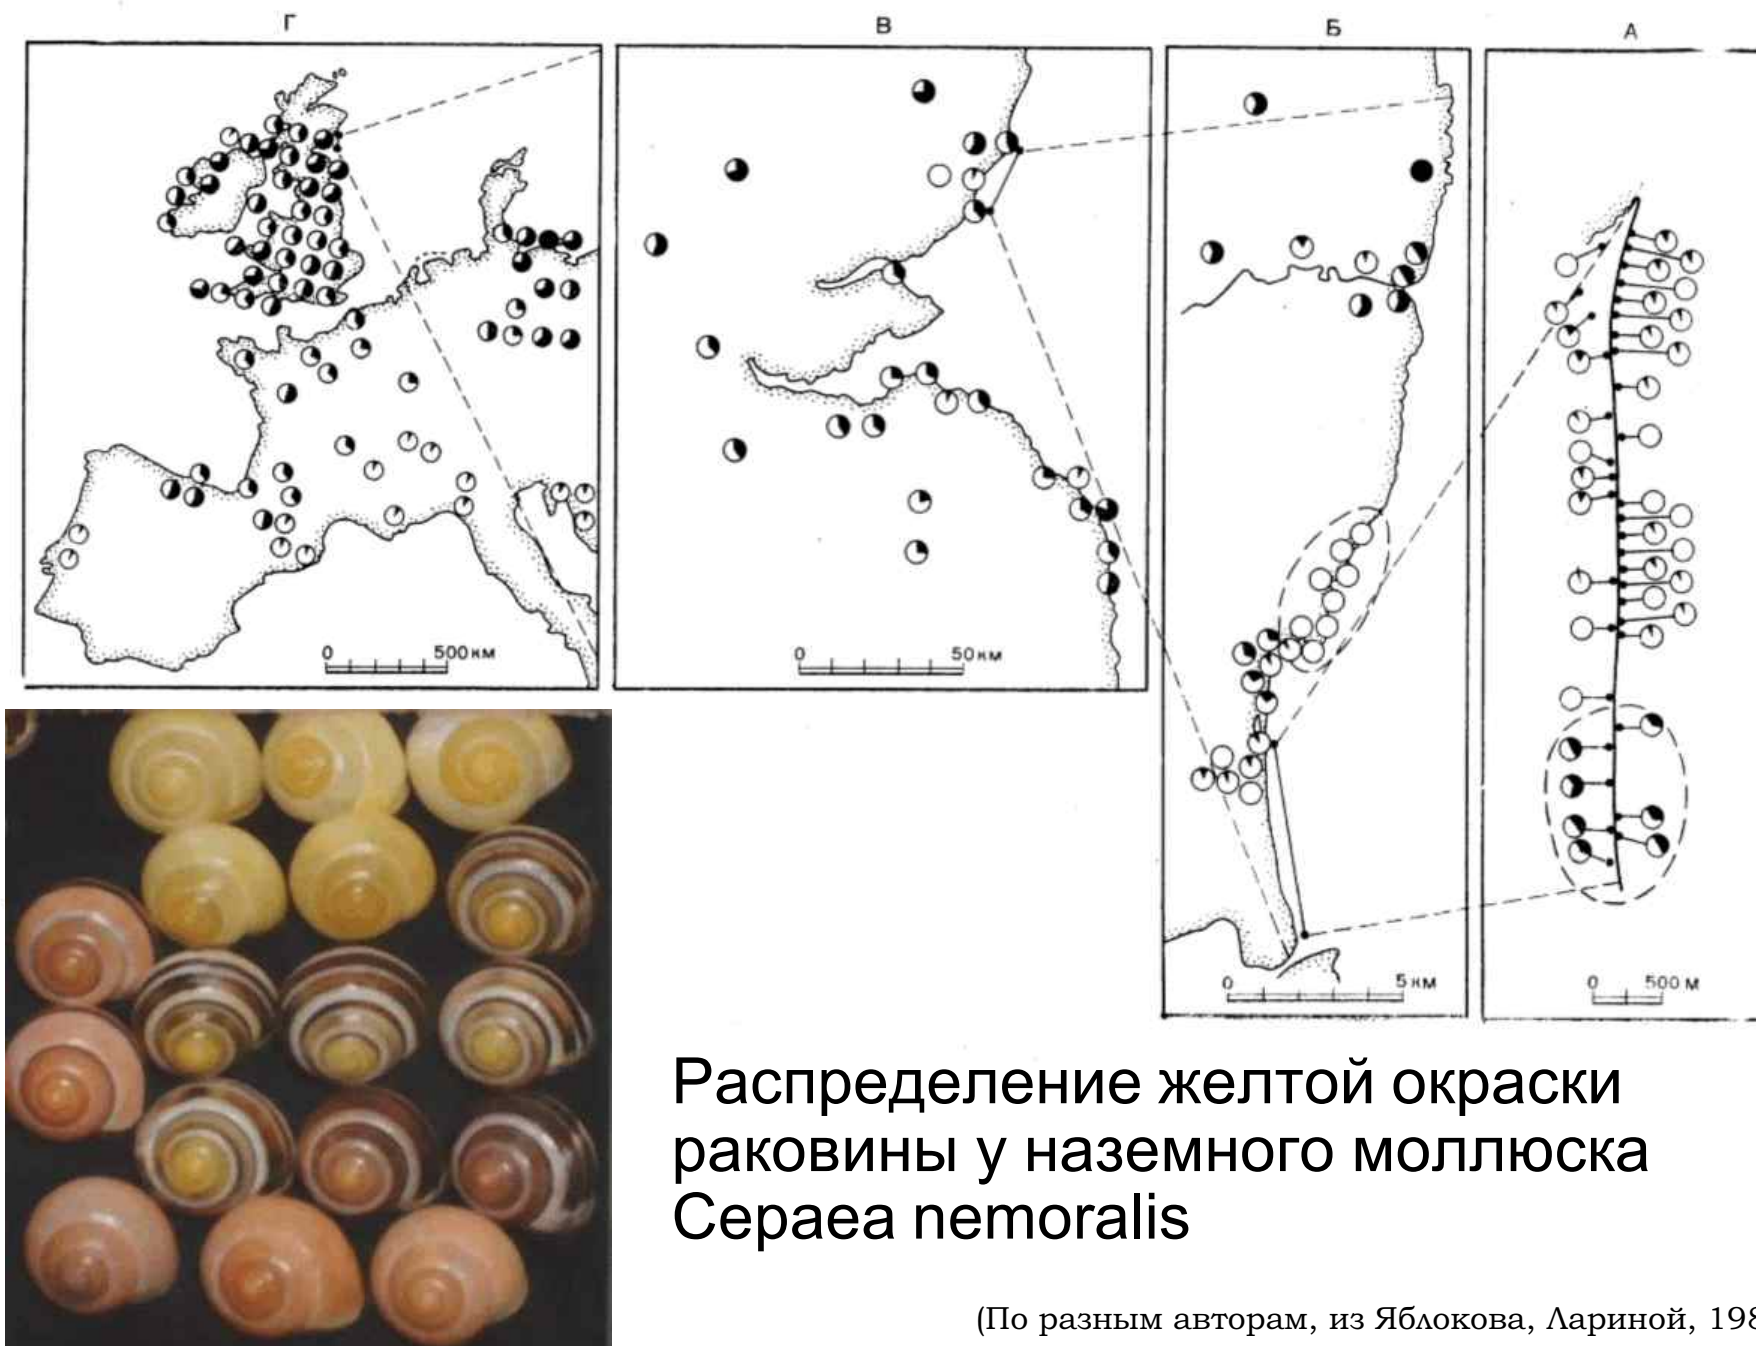 Г
В
Б
А
0 500 км
0 50 км
0 5 км
0 500 м
Распределение желтой окраски
раковины у наземного моллюска
Cepaea nemoralis
(По разным авторам, из Яблокова, Лариной, 198